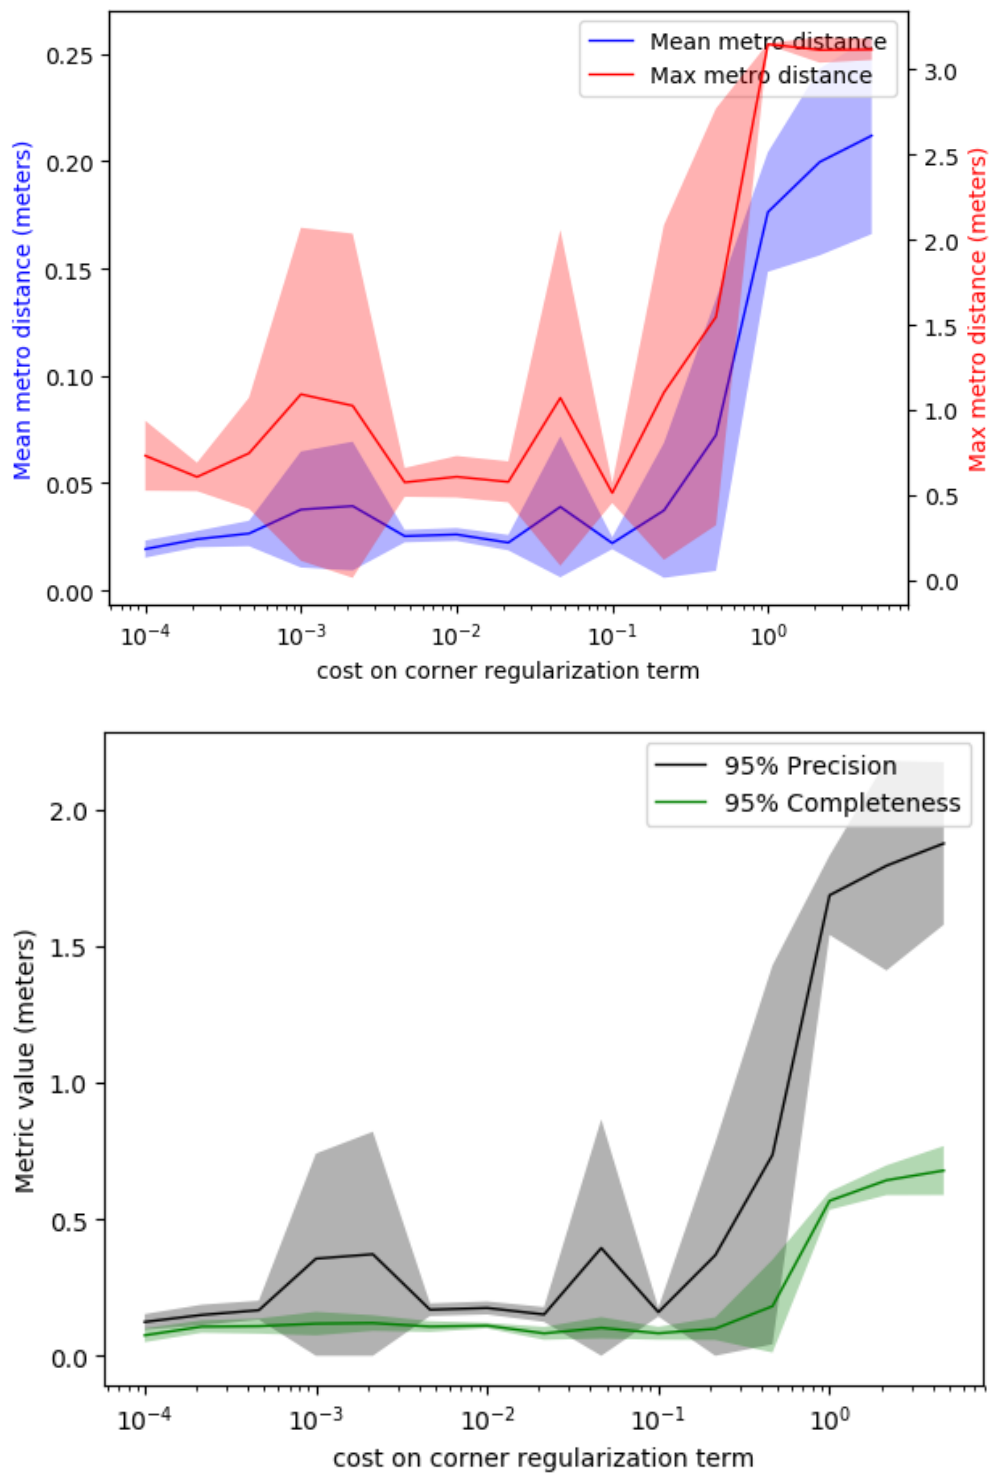 Mean metro distance
Max metro distance
0.25
0.20
0.15
0.10
0.05
0.00
Mean metro distance (meters)
3.0
2.5
2.0
1.5
1.0
0.5
0.0
Max metro distance (meters)
10⁻⁴ 10⁻³ 10⁻² 10⁻¹ 10⁰
cost on corner regularization term
95% Precision
95% Completeness
2.0
1.5
1.0
0.5
0.0
Metric value (meters)
10⁻⁴ 10⁻³ 10⁻² 10⁻¹ 10⁰
cost on corner regularization term